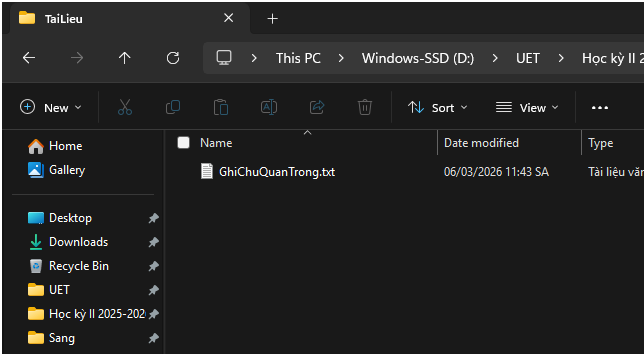 TaiLieu
This PC > Windows-SSD (D:) > UET > Học kỳ II
New Sort View
Home
Gallery
Desktop
Downloads
Recycle Bin
UET
Học kỳ II 2025-202
Sang
Name Date modified Type
GhiChuQuanTrong.txt 06/03/2026 11:43 SA Tài liệu văn